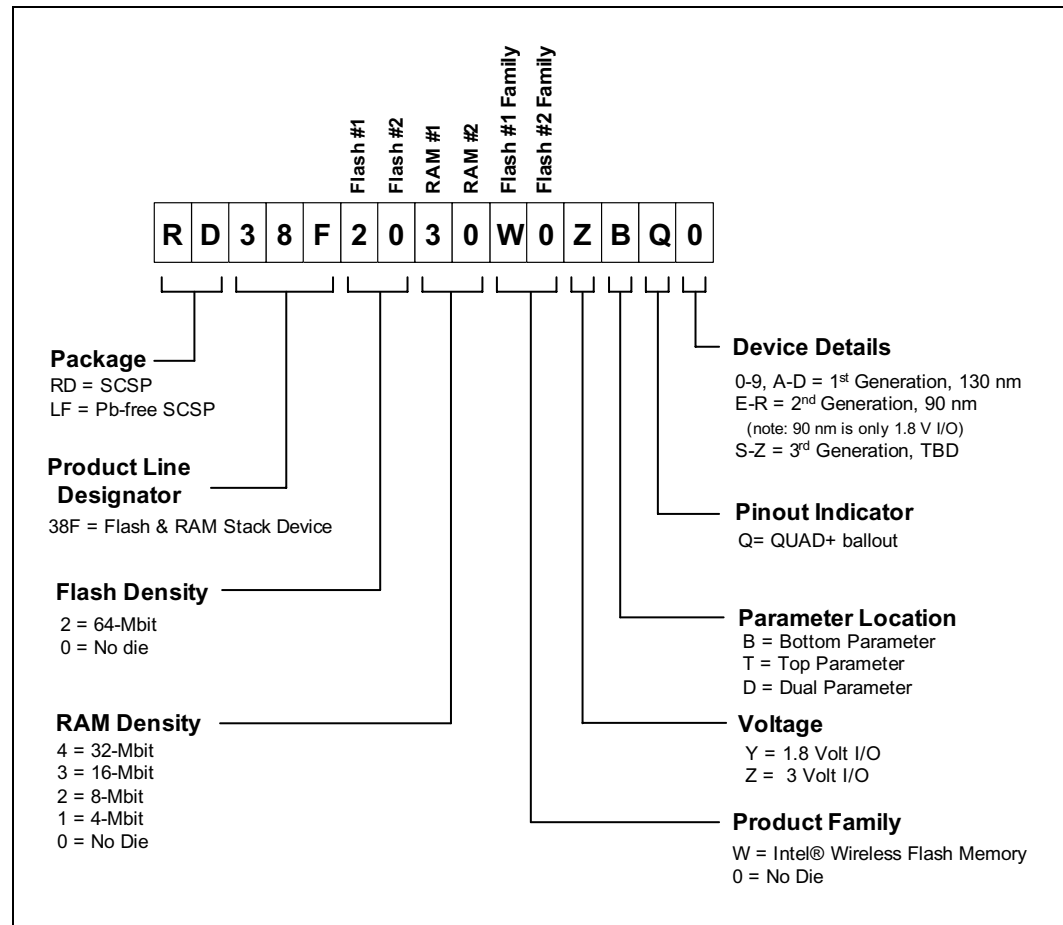 Flash #1
Flash #2
RAM #1
RAM #2
Flash #1 Family
Flash #2 Family
R D 3 8 F 2 0 3 0 W 0 Z B Q 0
Package
RD = SCSP
LF = Pb-free SCSP
Product Line
Designator
38F = Flash & RAM Stack Device
Flash Density
2 = 64-Mbit
0 = No die
RAM Density
4 = 32-Mbit
3 = 16-Mbit
2 = 8-Mbit
1 = 4-Mbit
0 = No Die
Device Details
0-9, A-D = 1st Generation, 130 nm
E-R = 2nd Generation, 90 nm
(note: 90 nm is only 1.8 V I/O)
S-Z = 3rd Generation, TBD
Pinout Indicator
Q= QUAD+ ballout
Parameter Location
B = Bottom Parameter
T = Top Parameter
D = Dual Parameter
Voltage
Y = 1.8 Volt I/O
Z = 3 Volt I/O
Product Family
W = Intel® Wireless Flash Memory
0 = No Die